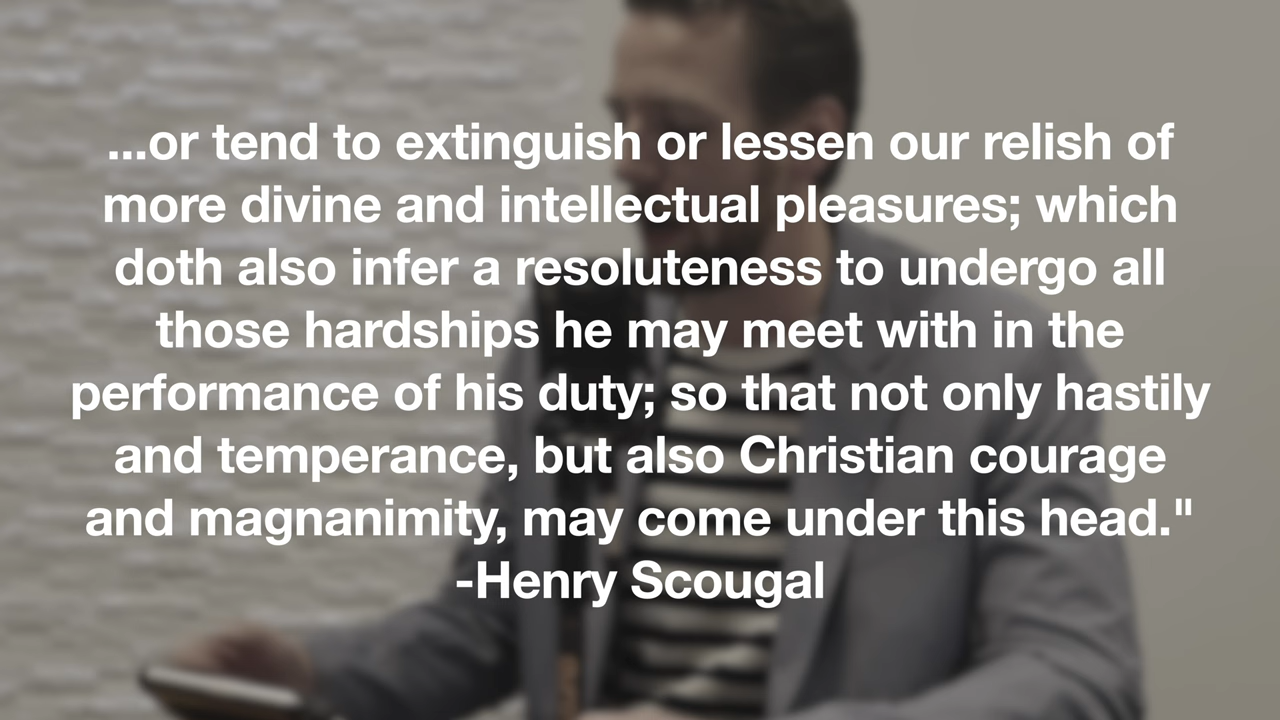 ...or tend to extinguish or lessen our relish of
more divine and intellectual pleasures; which
doth also infer a resoluteness to undergo all
those hardships he may meet with in the
performance of his duty; so that not only hastily
and temperance, but also Christian courage
and magnanimity, may come under this head."
-Henry Scougal